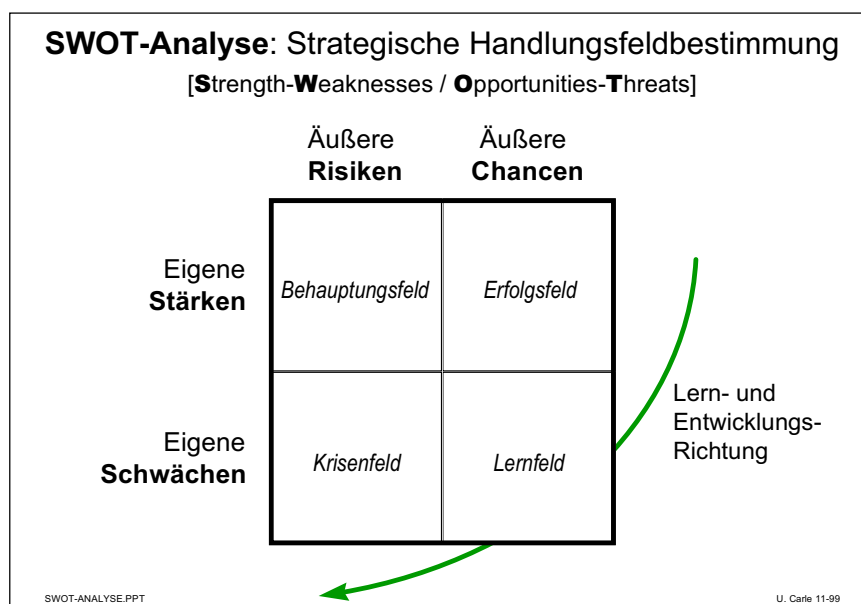 SWOT-Analyse: Strategische Handlungsfeldbestimmung
[Strength-Weaknesses / Opportunities-Threats]
Äußere
Risiken
Äußere
Chancen
Eigene
Stärken
Behauptungsfeld
Erfolgsfeld
Lern- und
Entwicklungs-
Richtung
Eigene
Schwächen
Krisenfeld
Lernfeld
SWOT-ANALYSE.PPT
U. Carle 11-99